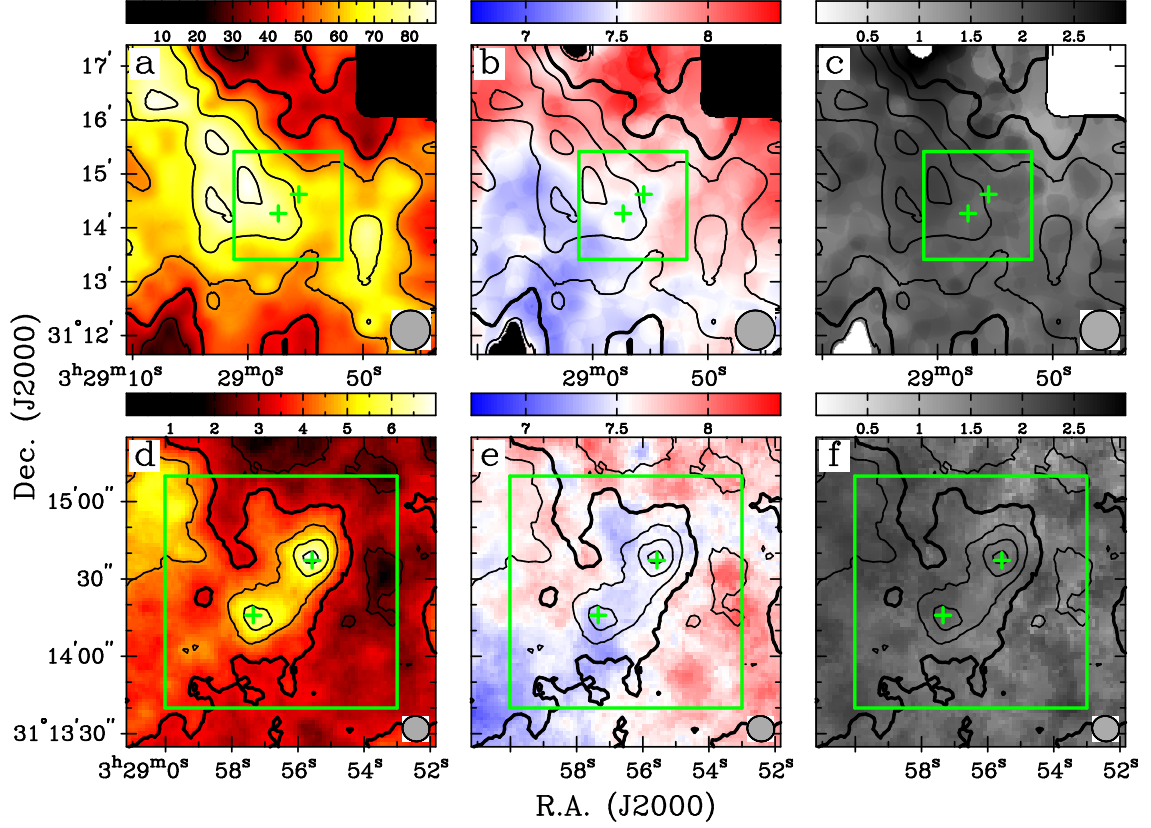 10 20 30 40 50 60 70 80
7 7.5 8
0.5 1 1.5 2 2.5
a
b
c
17′
16′
15′
14′
13′
31° 12′
3ʰ29ᵐ10ˢ 29ᵐ0ˢ 50ˢ
29ᵐ0ˢ 50ˢ
29ᵐ0ˢ 50ˢ
Dec. (J2000)
1 2 3 4 5 6
7 7.5 8
0.5 1 1.5 2 2.5
d
e
f
15′00″
30″
14′00″
31°13′30″
3ʰ29ᵐ0ˢ 58ˢ 56ˢ 54ˢ 52ˢ
58ˢ 56ˢ 54ˢ 52ˢ
58ˢ 56ˢ 54ˢ 52ˢ
R.A. (J2000)